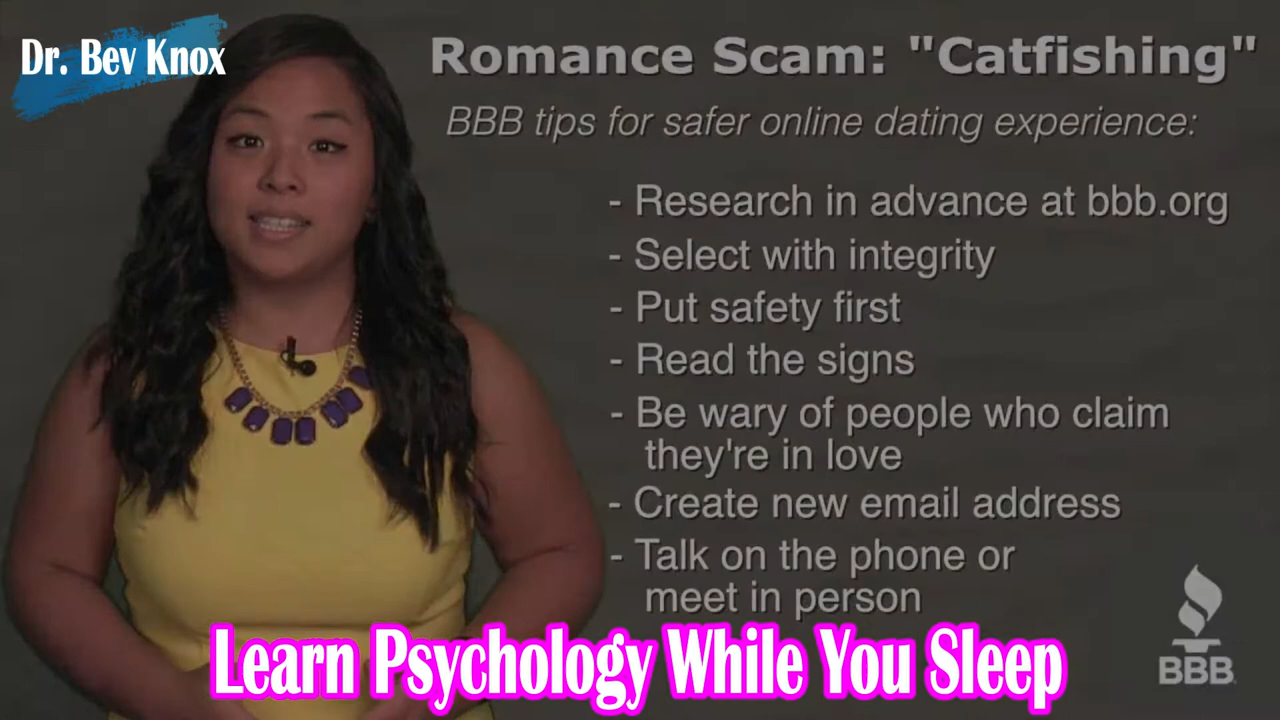 Dr. Bev Knox
Romance Scam: "Catfishing"
BBB tips for safer online dating experience:
- Research in advance at bbb.org
- Select with integrity
- Put safety first
- Read the signs
- Be wary of people who claim
they're in love
- Create new email address
- Talk on the phone or
meet in person
Learn Psychology While You Sleep
BBB